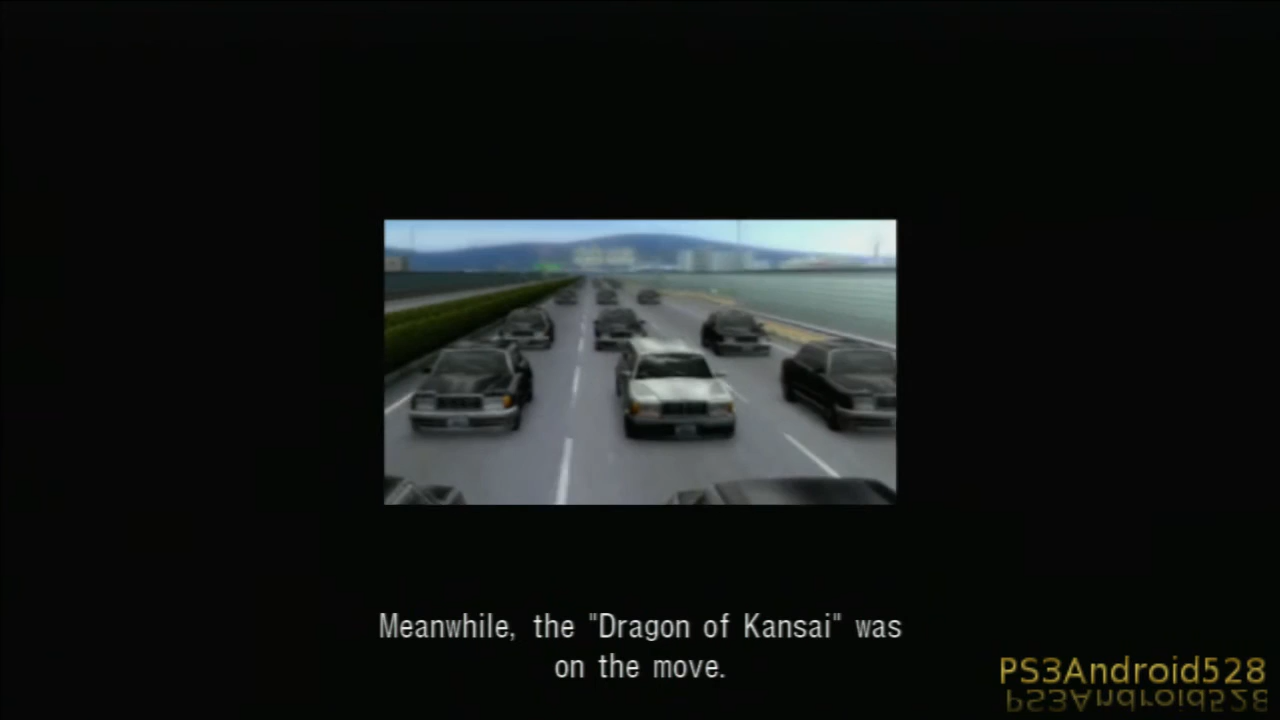 Meanwhile, the "Dragon of Kansai" was
on the move.
PS3Android528